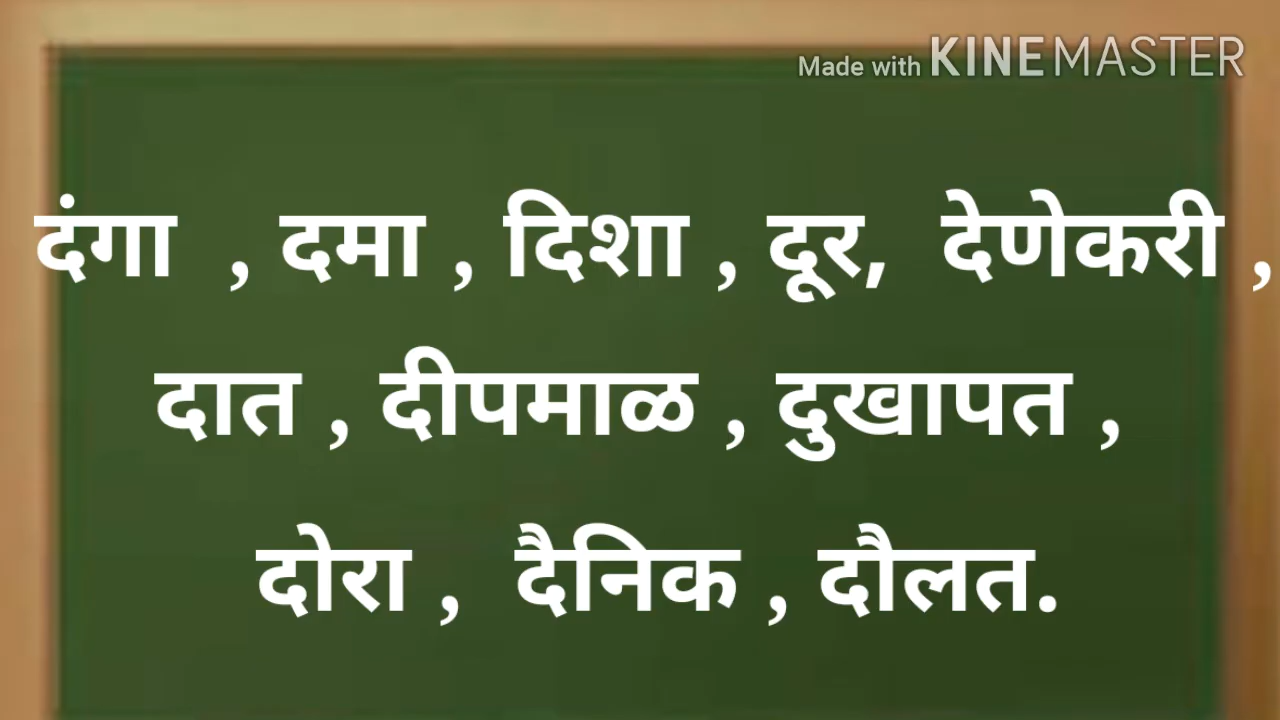 Made with KINEMASTER
दंगा , दमा , दिशा , दूर, देणेकरी ,
दात , दीपमाळ , दुखापत ,
दोरा , दैनिक , दौलत.